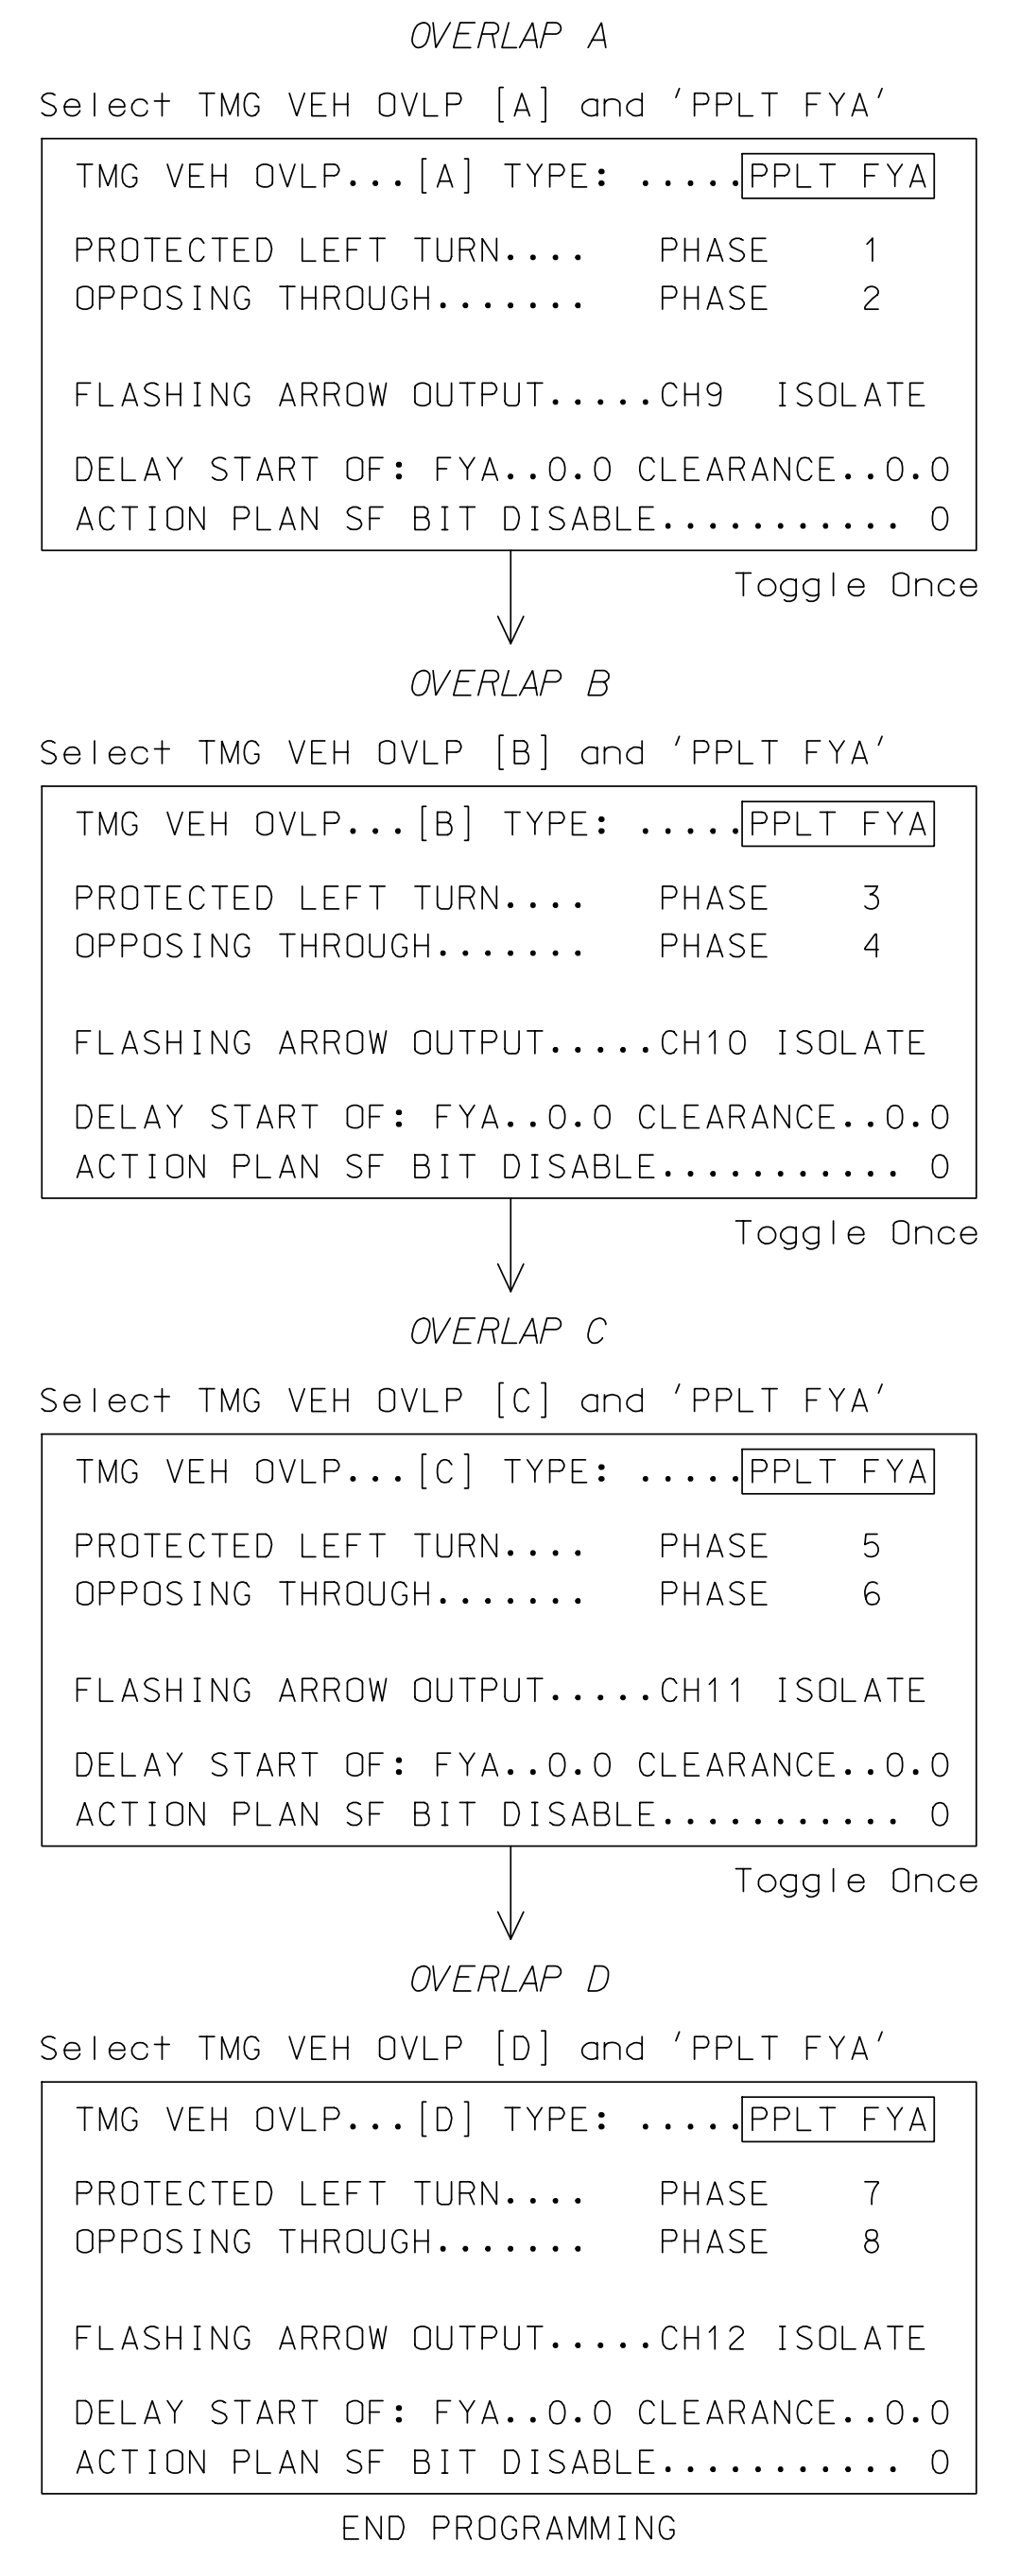 OVERLAP A
Select TMG VEH OVLP [A] and 'PPLT FYA'
TMG VEH OVLP...[A] TYPE: .....PPLT FYA
PROTECTED LEFT TURN.... PHASE 1
OPPOSING THROUGH....... PHASE 2
FLASHING ARROW OUTPUT.....CH9 ISOLATE
DELAY START OF: FYA..0.0 CLEARANCE..0.0
ACTION PLAN SF BIT DISABLE........... 0
Toggle Once
OVERLAP B
Select TMG VEH OVLP [B] and 'PPLT FYA'
TMG VEH OVLP...[B] TYPE: .....PPLT FYA
PROTECTED LEFT TURN.... PHASE 3
OPPOSING THROUGH....... PHASE 4
FLASHING ARROW OUTPUT.....CH10 ISOLATE
DELAY START OF: FYA..0.0 CLEARANCE..0.0
ACTION PLAN SF BIT DISABLE........... 0
Toggle Once
OVERLAP C
Select TMG VEH OVLP [C] and 'PPLT FYA'
TMG VEH OVLP...[C] TYPE: .....PPLT FYA
PROTECTED LEFT TURN.... PHASE 5
OPPOSING THROUGH....... PHASE 6
FLASHING ARROW OUTPUT.....CH11 ISOLATE
DELAY START OF: FYA..0.0 CLEARANCE..0.0
ACTION PLAN SF BIT DISABLE........... 0
Toggle Once
OVERLAP D
Select TMG VEH OVLP [D] and 'PPLT FYA'
TMG VEH OVLP...[D] TYPE: .....PPLT FYA
PROTECTED LEFT TURN.... PHASE 7
OPPOSING THROUGH....... PHASE 8
FLASHING ARROW OUTPUT.....CH12 ISOLATE
DELAY START OF: FYA..0.0 CLEARANCE..0.0
ACTION PLAN SF BIT DISABLE........... 0
END PROGRAMMING